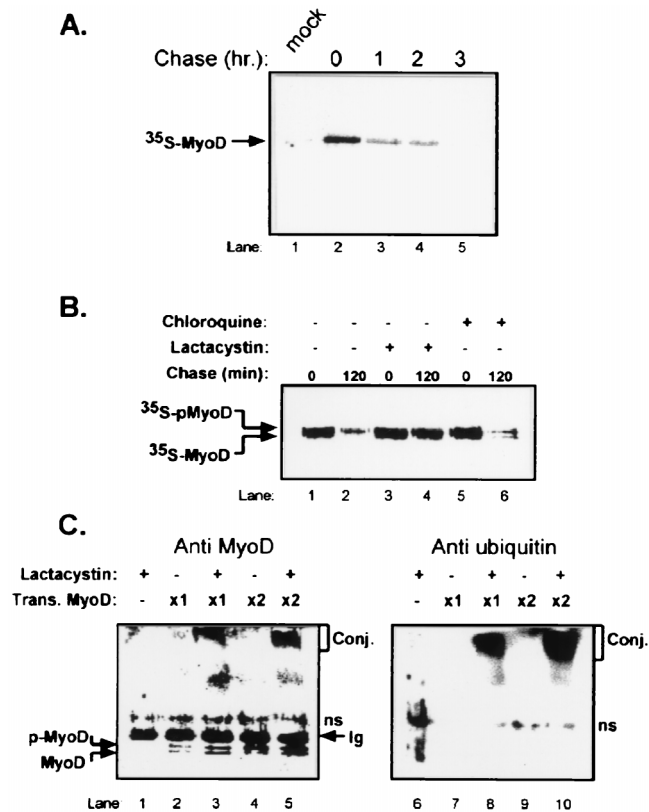 A.
mock
Chase (hr.): 0 1 2 3
35S-MyoD
Lane: 1 2 3 4 5
B.
Chloroquine: - - - - + +
Lactacystin: - - + + - -
Chase (min): 0 120 0 120 0 120
35S-pMyoD
35S-MyoD
Lane: 1 2 3 4 5 6
C.
Anti MyoD Anti ubiquitin
Lactacystin: + - + - + + - + - +
Trans. MyoD: - x1 x1 x2 x2 - x1 x1 x2 x2
Conj. Conj.
ns ns
p-MyoD Ig
MyoD
Lane 1 2 3 4 5 6 7 8 9 10